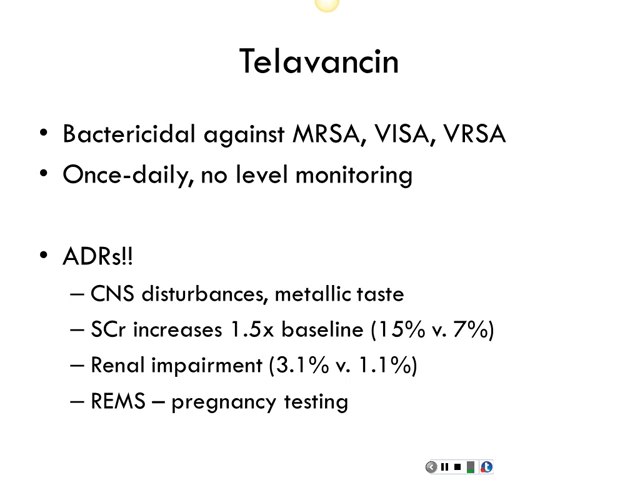 Telavancin
• Bactericidal against MRSA, VISA, VRSA
• Once-daily, no level monitoring
• ADRs!!
– CNS disturbances, metallic taste
– SCr increases 1.5x baseline (15% v. 7%)
– Renal impairment (3.1% v. 1.1%)
– REMS – pregnancy testing